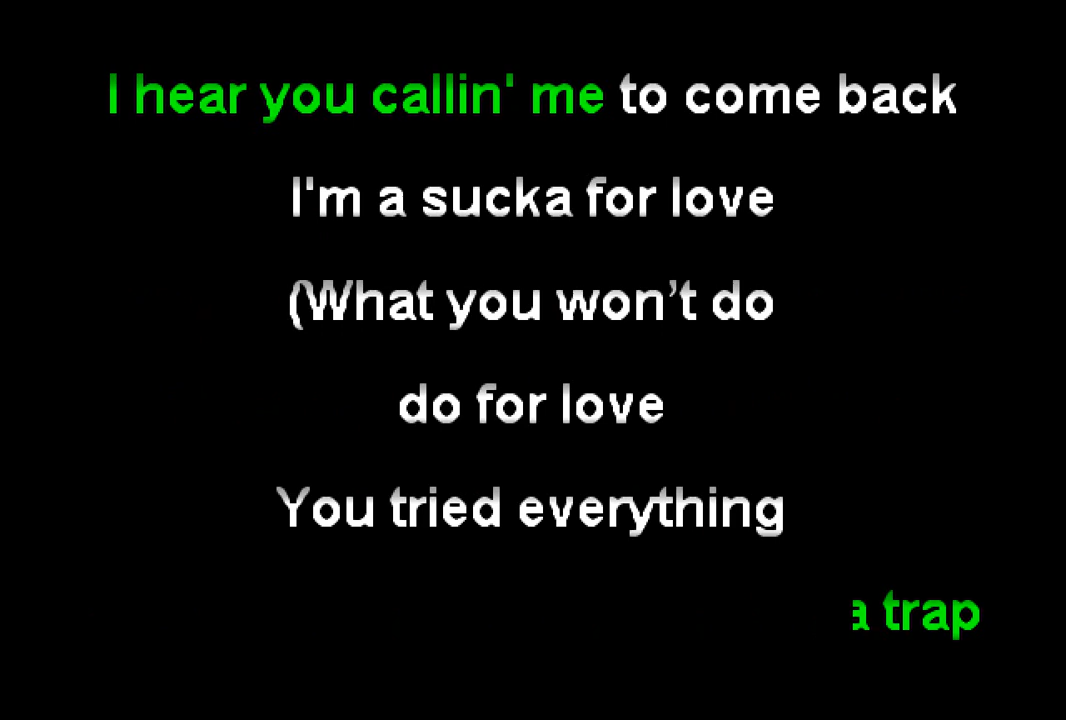 I hear you callin' me to come back
I'm a sucka for love
(What you won’t do
do for love
You tried everything
a trap